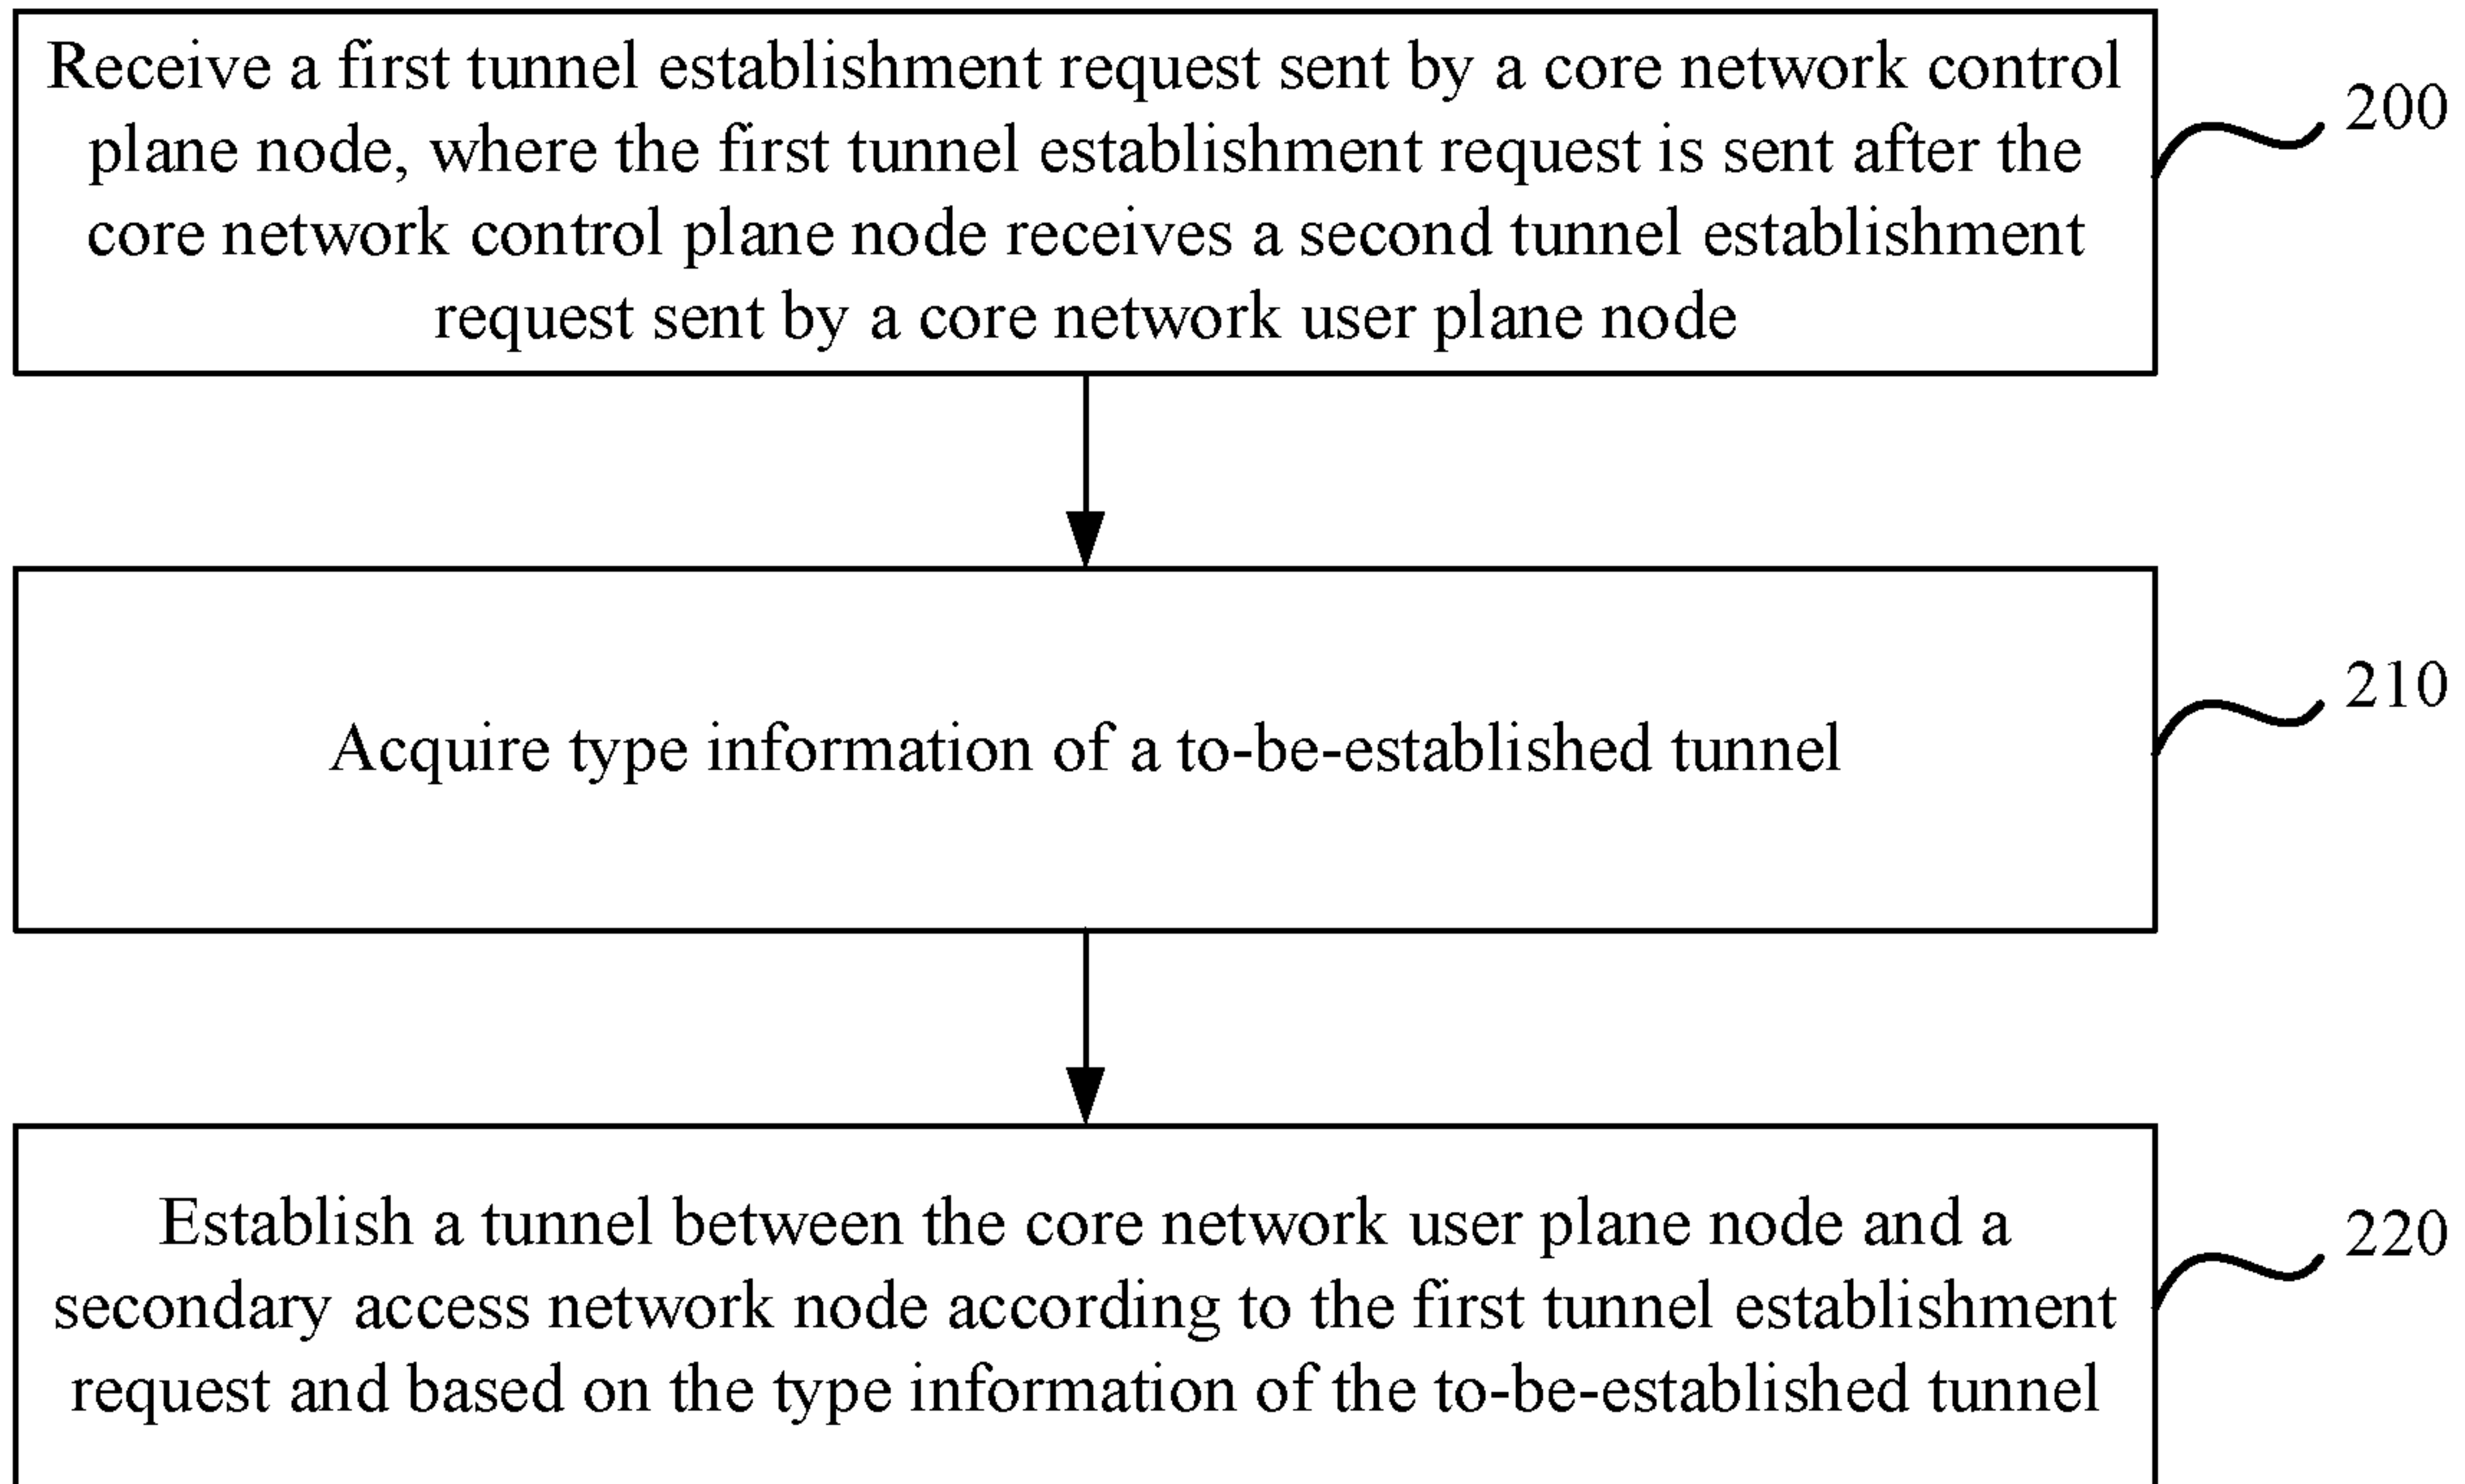 Receive a first tunnel establishment request sent by a core network control
plane node, where the first tunnel establishment request is sent after the
core network control plane node receives a second tunnel establishment
request sent by a core network user plane node
200
Acquire type information of a to-be-established tunnel
210
Establish a tunnel between the core network user plane node and a
secondary access network node according to the first tunnel establishment
request and based on the type information of the to-be-established tunnel
220